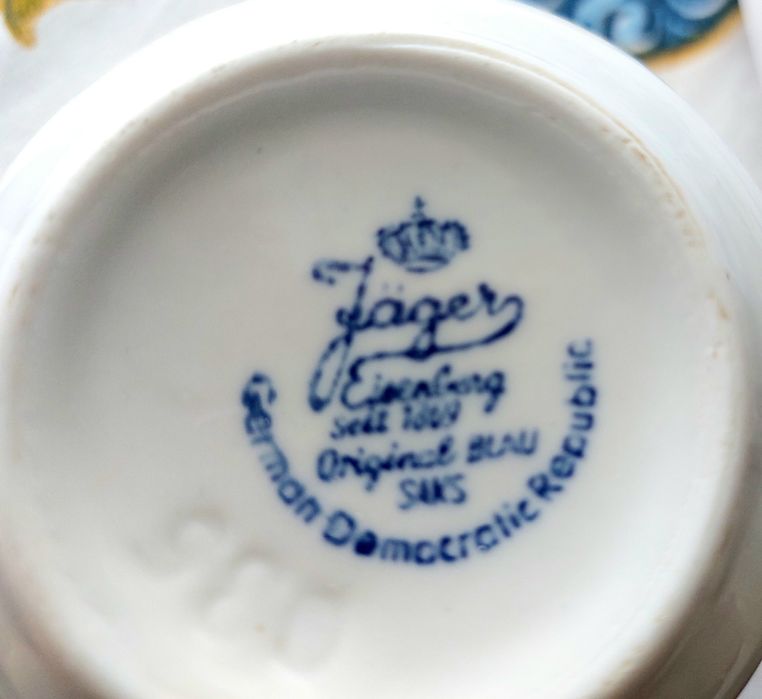 Jäger
Eisenberg
seit 1869
Original BLAU
SAKS
German Democratic Republic